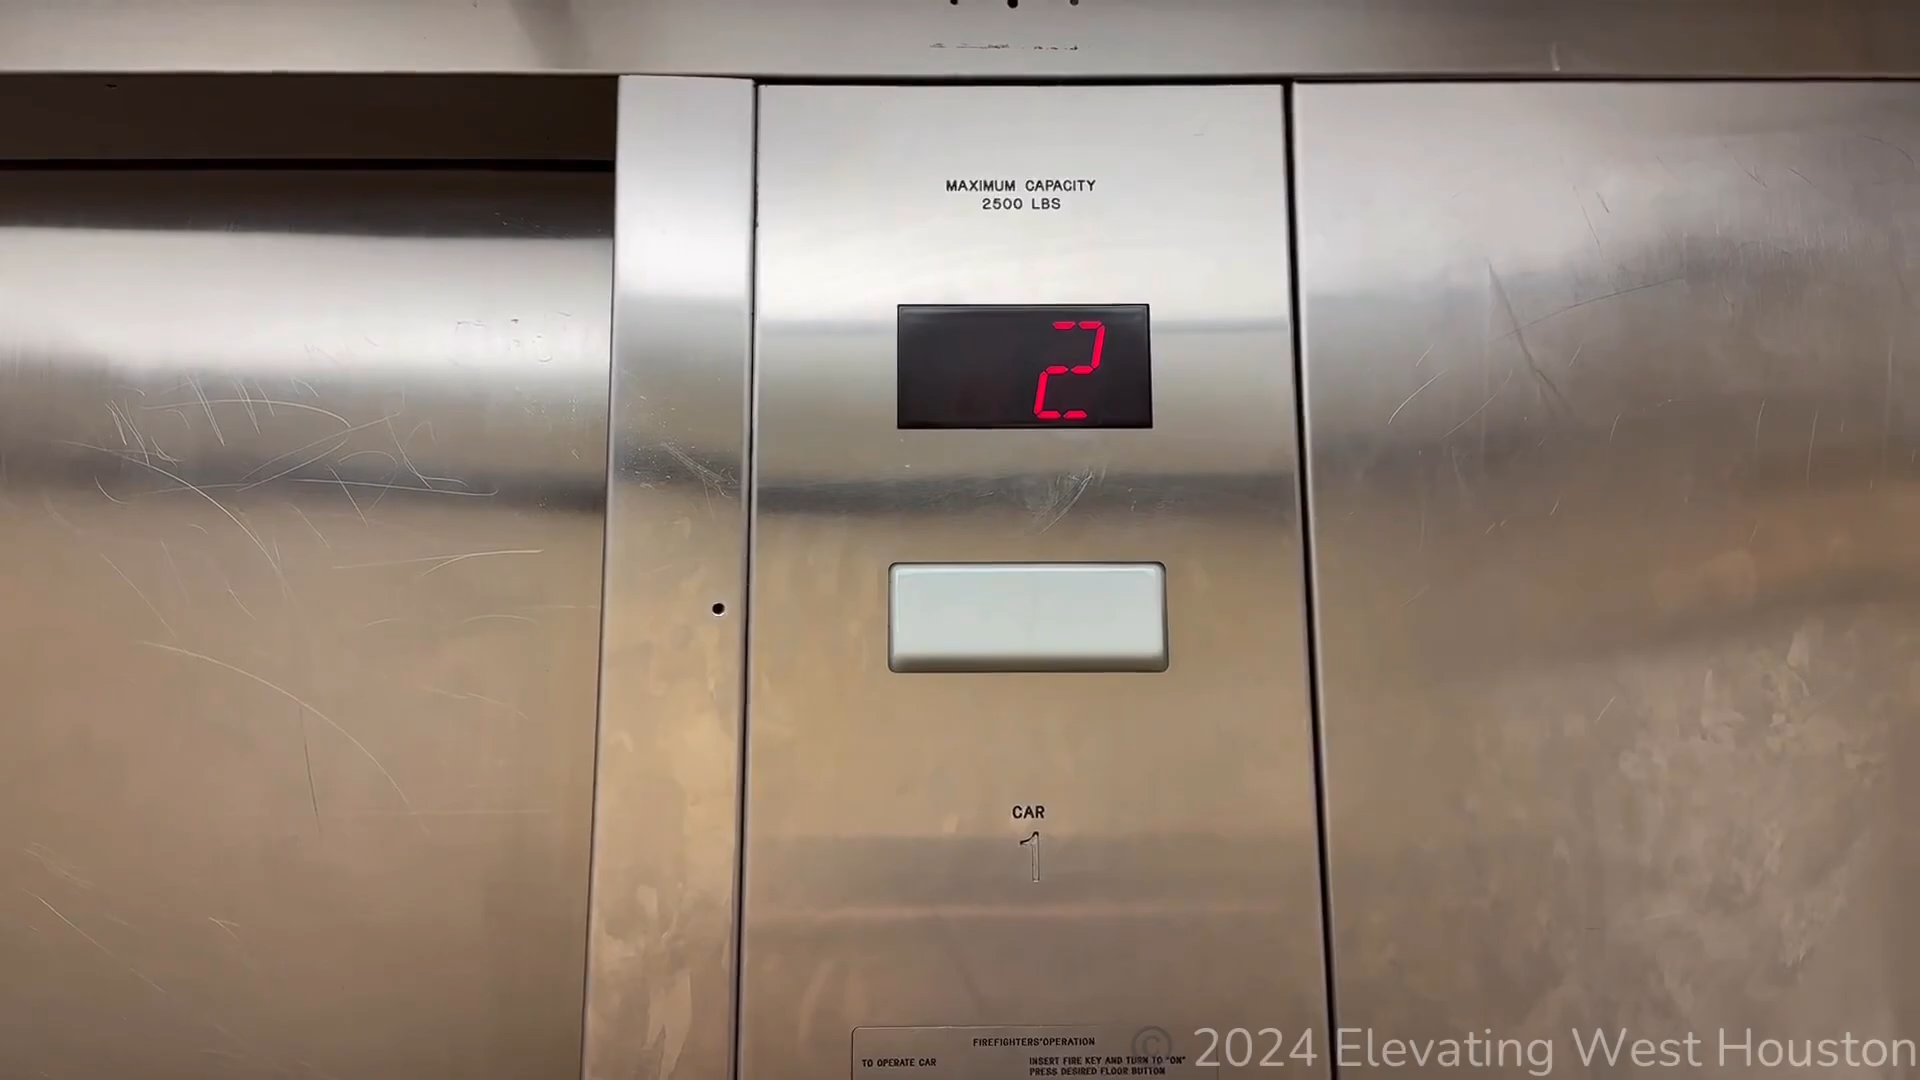 MAXIMUM CAPACITY
2500 LBS
2
CAR
1
FIREFIGHTERS' OPERATION
TO OPERATE CAR
INSERT FIRE KEY AND TURN TO "ON"
PRESS DESIRED FLOOR BUTTON
© 2024 Elevating West Houston